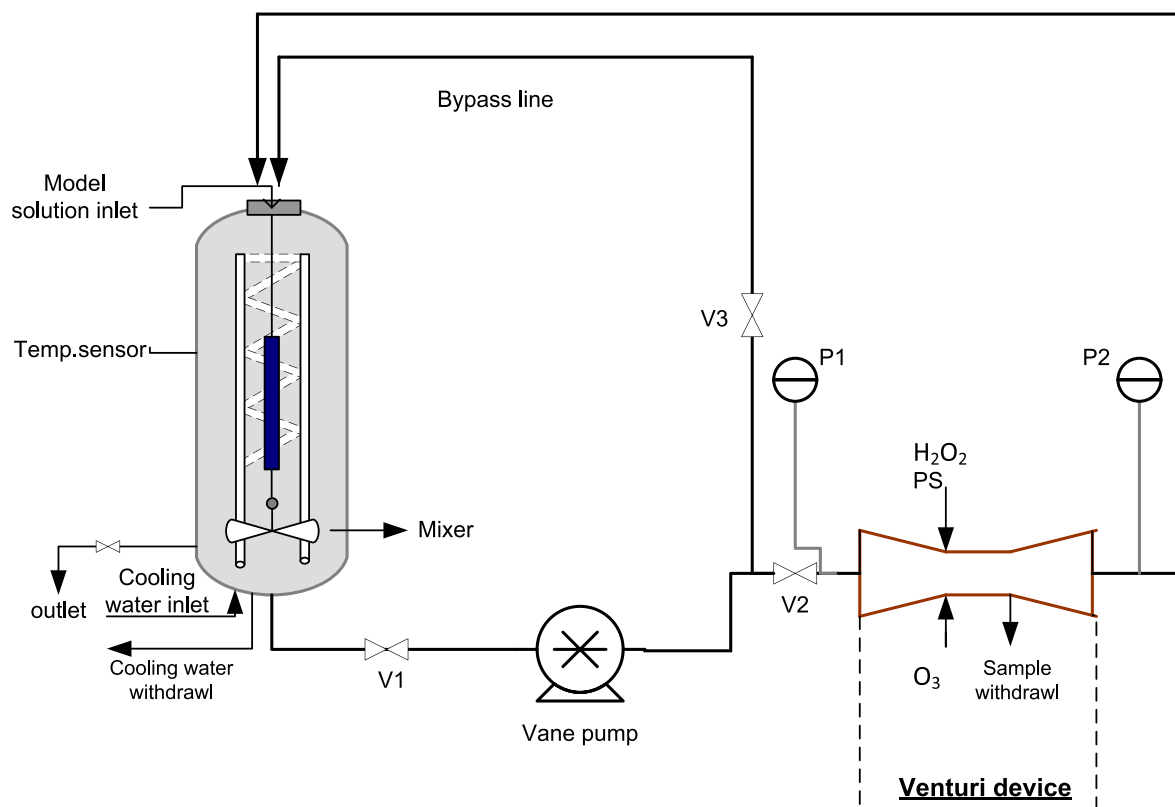 Bypass line
Model
solution inlet
V3
Temp.sensor
P1
P2
H₂O₂
PS
Mixer
Cooling
water inlet
outlet
V2
Cooling water
withdrawl
V1
O₃
Sample
withdrawl
Vane pump
Venturi device